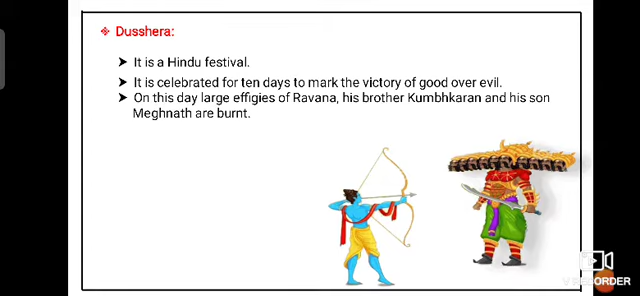 ❖ Dusshera:
➤ It is a Hindu festival.
➤ It is celebrated for ten days to mark the victory of good over evil.
➤ On this day large effigies of Ravana, his brother Kumbhkaran and his son
Meghnath are burnt.
V RECORDER